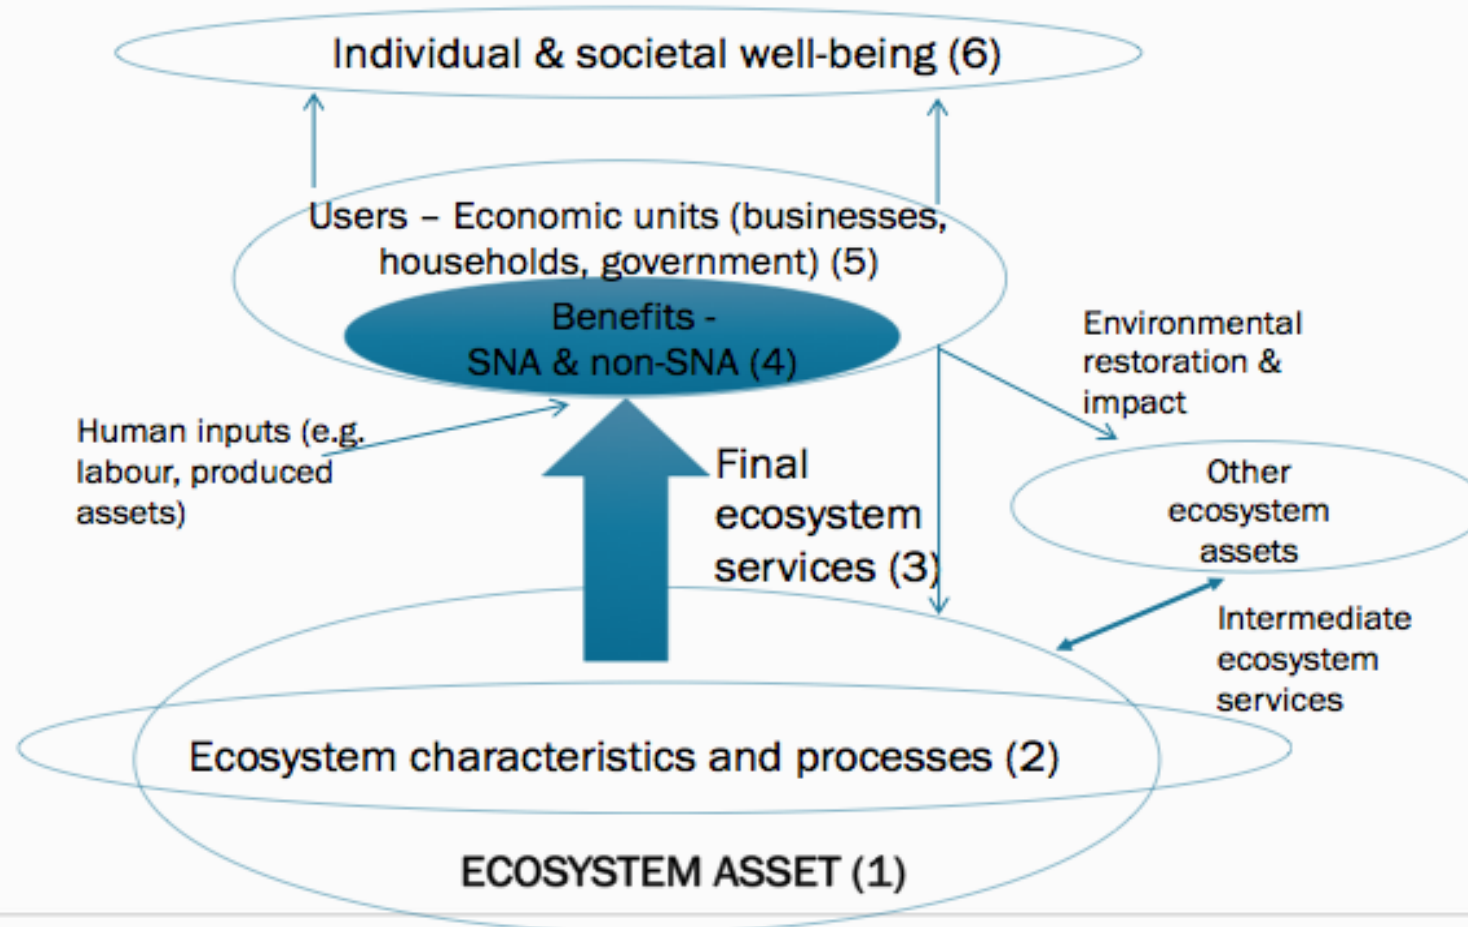 Individual & societal well-being (6)
Users – Economic units (businesses,
households, government) (5)
Benefits -
SNA & non-SNA (4)
Environmental
restoration &
impact
Human inputs (e.g.
labour, produced
assets)
Final
ecosystem
services (3)
Other
ecosystem
assets
Intermediate
ecosystem
services
Ecosystem characteristics and processes (2)
ECOSYSTEM ASSET (1)